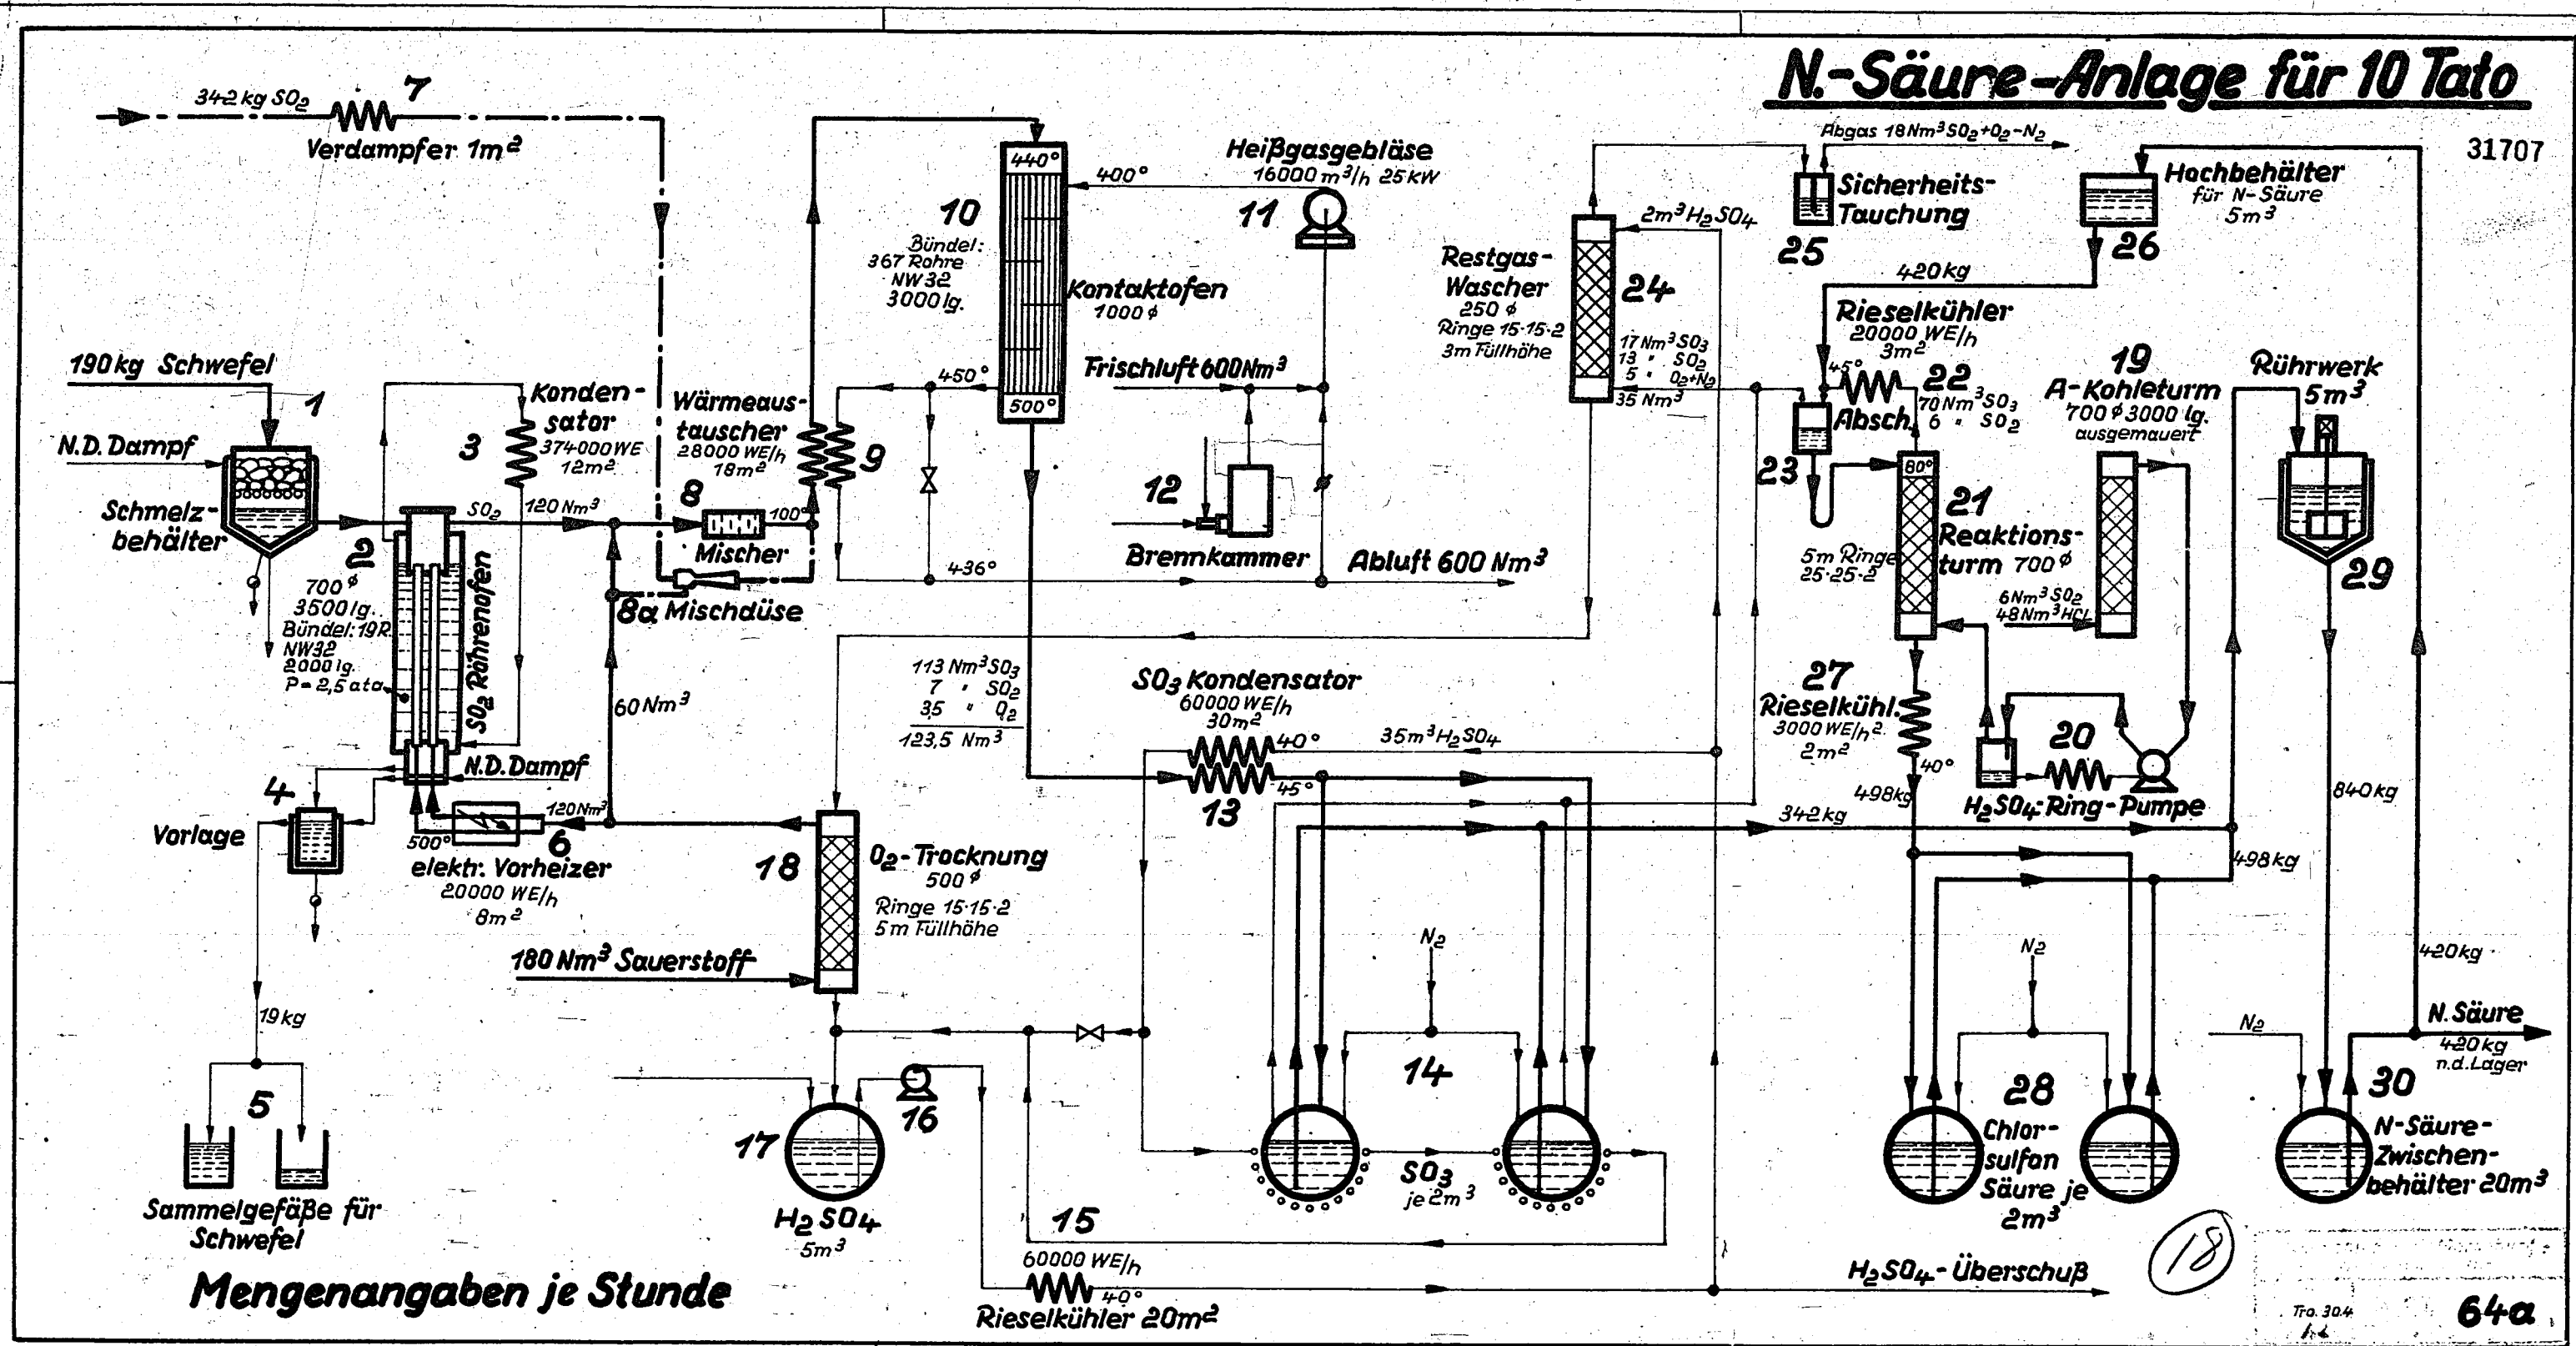 N.-Säure-Anlage für 10 Tato
31707
342 kg SO2
7
Verdampfer 1m²
190 kg Schwefel
1
N.D. Dampf
Schmelz-
behälter
2
700 ⌀
3500 lg.
Bündel: 19R.
NW32
2000 lg.
P = 2,5 ata
SO2 Röhrenofen
3
Konden-
sator
374000 WE
12m²
SO2
120 Nm³
N.D. Dampf
4
Vorlage
500°
120 Nm³
6
elektr. Vorheizer
20000 WE/h
8m²
19 kg
5
Sammelgefäße für
Schwefel
Mengenangaben je Stunde
Wärmeaus-
tauscher
28000 WE/h
18m²
9
8
100°
Mischer
8a Mischdüse
60 Nm³
450°
436°
10
Bündel:
367 Rohre
NW 32
3000 lg.
440°
500°
Kontaktofen
1000 ⌀
400°
Heißgasgebläse
16000 m³/h 25 KW
11
Frischluft 600 Nm³
12
Brennkammer
Abluft 600 Nm³
113 Nm³ SO3
7 " SO2
3,5 " O2
123,5 Nm³
SO3 Kondensator
60000 WE/h
30m²
40°
35m³ H2SO4
45°
13
18
O2-Trocknung
500 ⌀
Ringe 15·15·2
5m Füllhöhe
180 Nm³ Sauerstoff
17
H2SO4
5m³
16
15
60000 WE/h
40°
Rieselkühler 20m²
N2
14
SO3
je 2m³
Restgas-
Wascher
250 ⌀
Ringe 15·15·2
3m Füllhöhe
24
2m³ H2SO4
17 Nm³ SO3
13 " SO2
5 " O2+N2
35 Nm³
Abgas 18 Nm³ SO2+O2-N2
Sicherheits-
Tauchung
25
Hochbehälter
für N-Säure
5m³
26
420 kg
Rieselkühler
20000 WE/h
3m²
45°
22
70 Nm³ SO3
6 " SO2
Absch.
23
80°
21
Reaktions-
turm 700 ⌀
5m Ringe
25·25·2
19
A-Kohleturm
700 ⌀ 3000 lg.
ausgemauert
6 Nm³ SO2
48 Nm³ HCl
Rührwerk
5m³
29
27
Rieselkühl.
3000 WE/h
2m²
40°
498 kg
20
H2SO4-Ring-Pumpe
342 kg
498 kg
840 kg
N2
28
Chlor-
sulfon
Säure je
2m³
420 kg
N2
N. Säure
420 kg
n.d. Lager
30
N-Säure-
Zwischen-
behälter 20m³
H2SO4-Überschuß
18
Tro. 30.4
64a